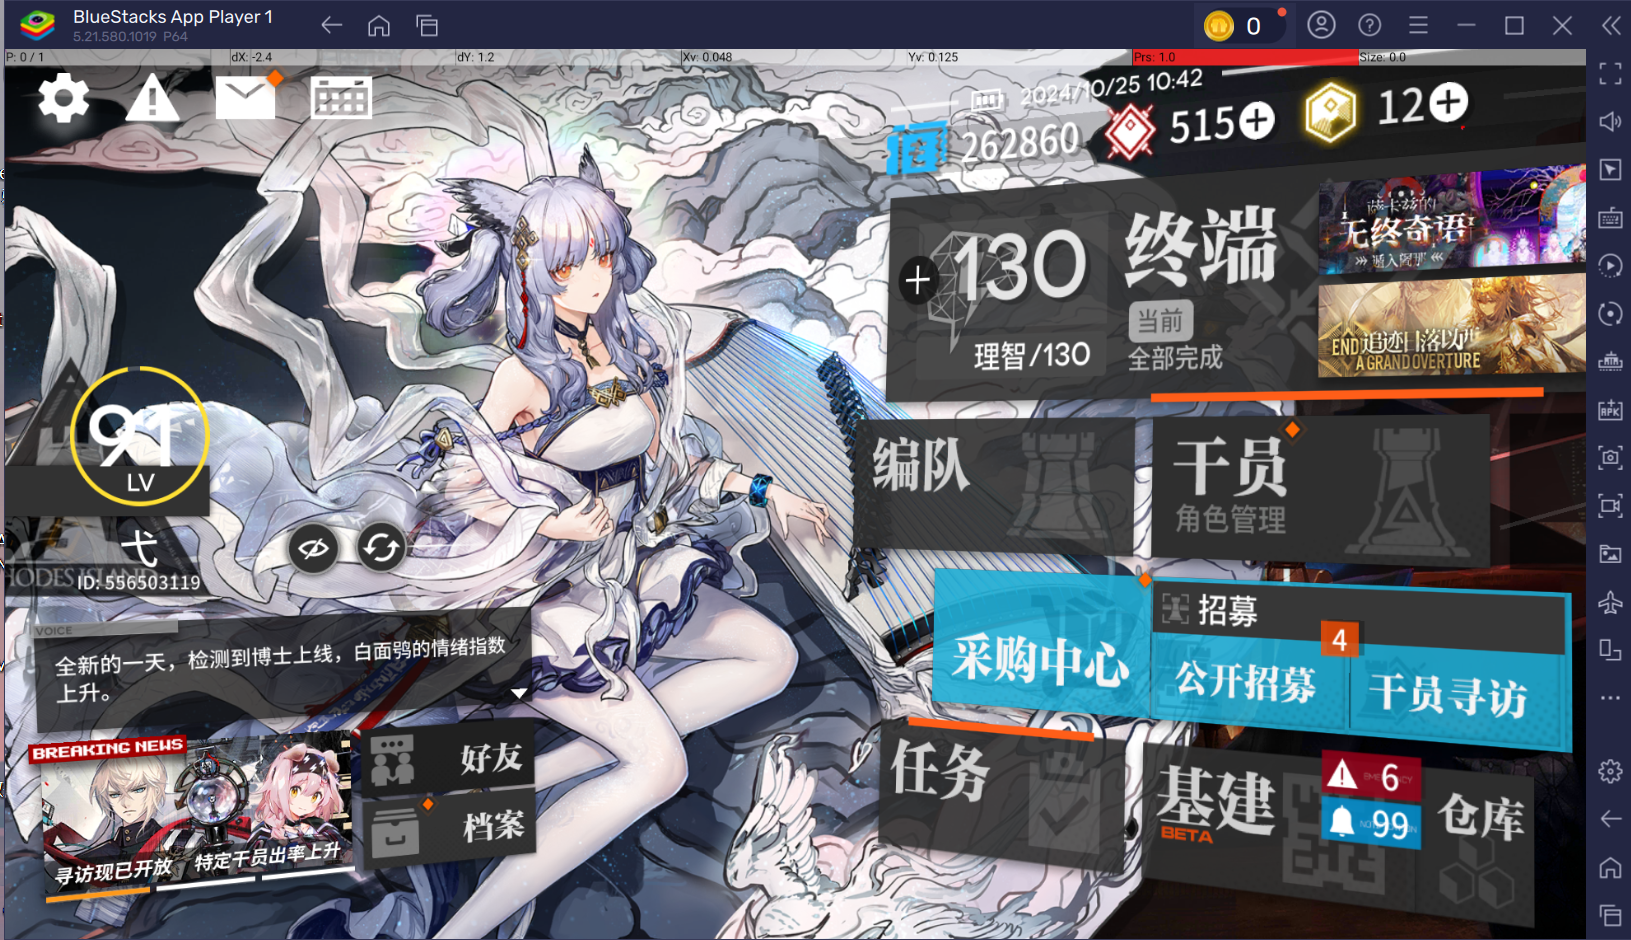 BlueStacks App Player 1
5.21.580.1019 P64
0
P: 0 / 1
dX: -2.4
dY: 1.2
Xv: 0.048
Yv: 0.125
Prs: 1.0
Size: 0.0
2024/10/25 10:42
262860
515
12
130
理智/130
终端
当前
全部完成
萨卡兹的
无终奇语
END 追迹日落以西
A GRAND OVERTURE
91
LV
弋
ID: 556503119
编队
干员
角色管理
采购中心
招募
4
公开招募
干员寻访
VOICE
全新的一天，检测到博士上线，白面鸮的情绪指数
上升。
BREAKING NEWS
寻访现已开放
特定干员出率上升
好友
档案
任务
基建
BETA
6
99
仓库
APK